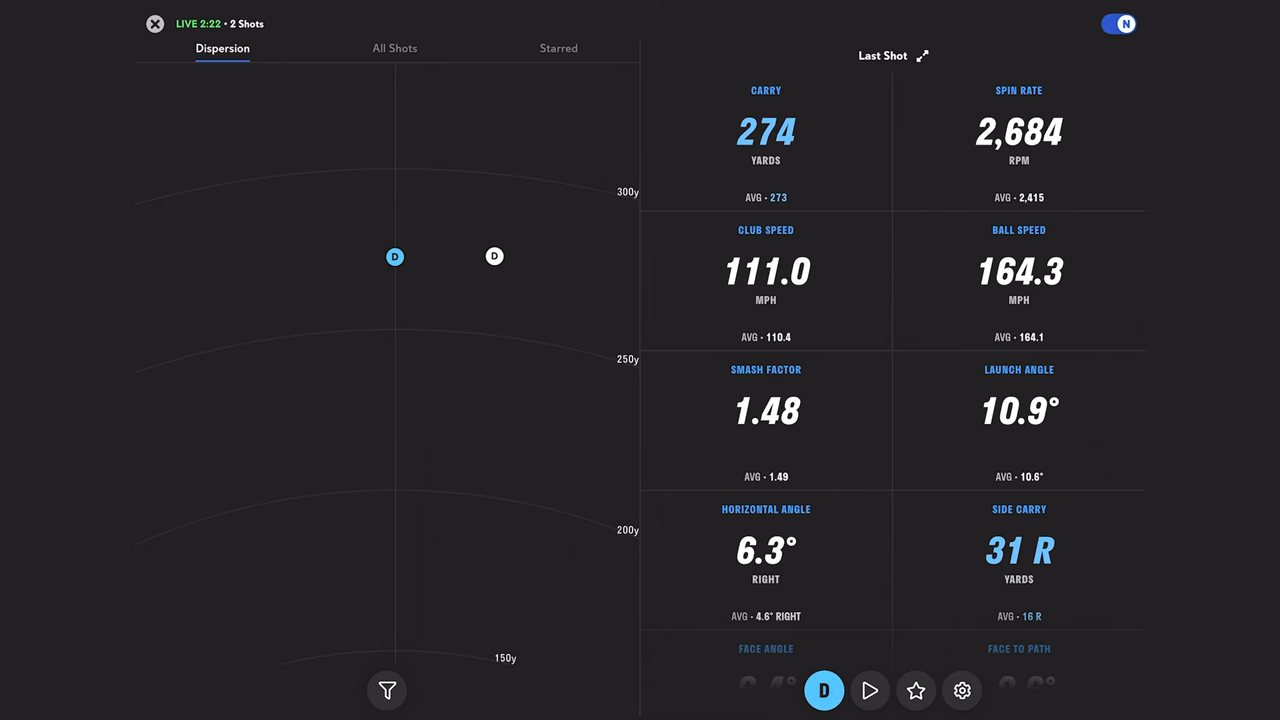 LIVE 2:22 • 2 Shots
N
Dispersion
All Shots
Starred
300y
D
D
250y
200y
150y
Last Shot
CARRY
274
YARDS
AVG • 273
SPIN RATE
2,684
RPM
AVG • 2,415
CLUB SPEED
111.0
MPH
AVG • 110.4
BALL SPEED
164.3
MPH
AVG • 164.1
SMASH FACTOR
1.48
AVG • 1.49
LAUNCH ANGLE
10.9°
AVG • 10.6°
HORIZONTAL ANGLE
6.3°
RIGHT
AVG • 4.6° RIGHT
SIDE CARRY
31 R
YARDS
AVG • 16 R
FACE ANGLE
FACE TO PATH
D